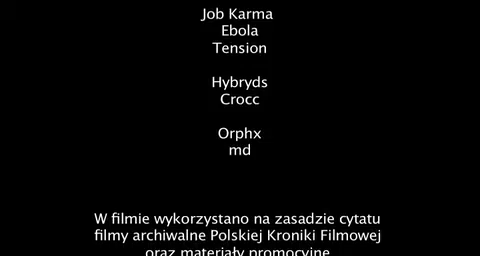 Job Karma
Ebola
Tension
Hybryds
Crocc
Orphx
md
W filmie wykorzystano na zasadzie cytatu
filmy archiwalne Polskiej Kroniki Filmowej
oraz materiały promocyjne